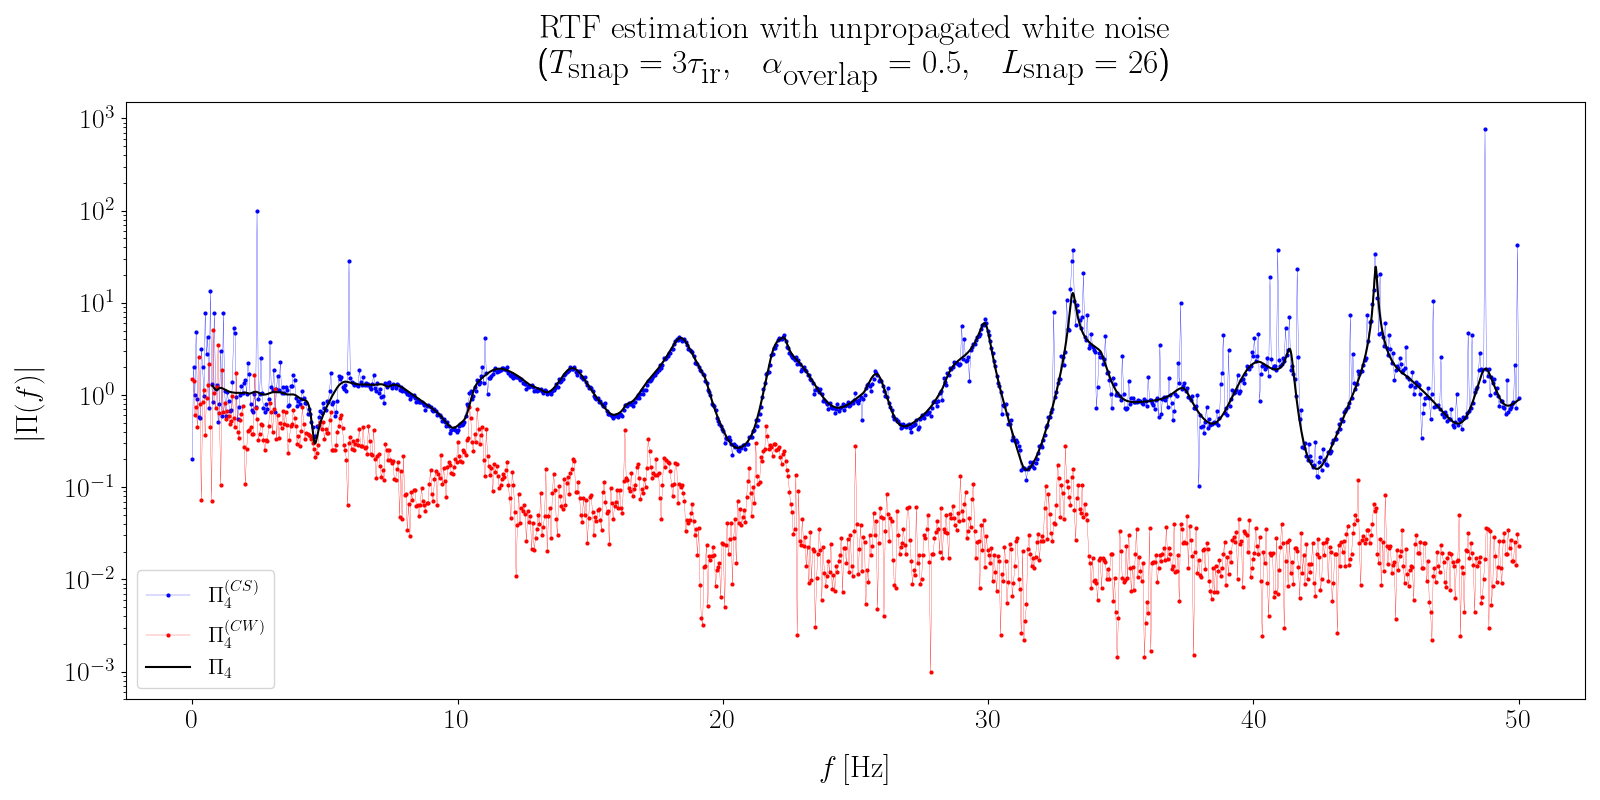 RTF estimation with unpropagated white noise
(T_snap = 3τ_ir,   α_overlap = 0.5,   L_snap = 26)
|Π(f)|
10^3
10^2
10^1
10^0
10^−1
10^−2
10^−3
Π_4^(CS)
Π_4^(CW)
Π_4
0 10 20 30 40 50
f [Hz]